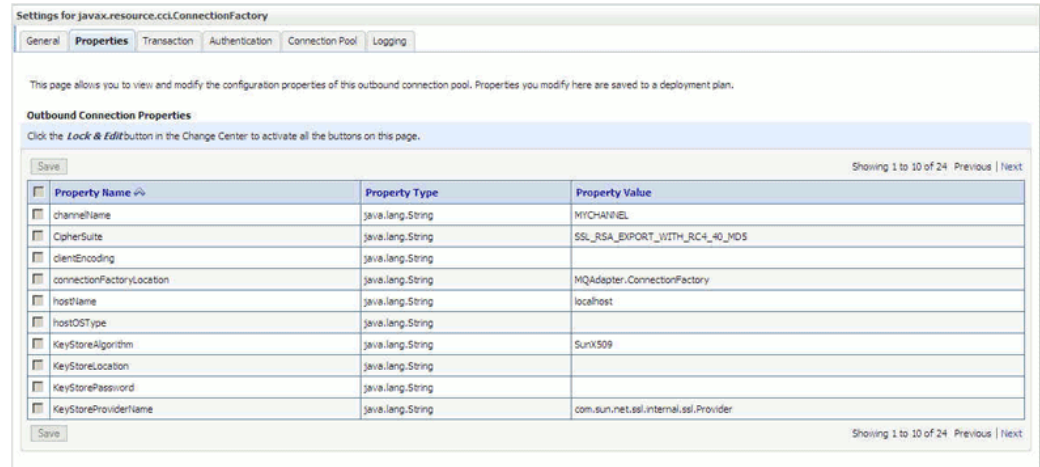 Settings for javax.resource.cci.ConnectionFactory
General Properties Transaction Authentication Connection Pool Logging
This page allows you to view and modify the configuration properties of this outbound connection pool. Properties you modify here are saved to a deployment plan.
Outbound Connection Properties
Click the Lock & Edit button in the Change Center to activate all the buttons on this page.
Save Showing 1 to 10 of 24 Previous | Next
Property Name Property Type Property Value
channelName java.lang.String MYCHANNEL
CipherSuite java.lang.String SSL_RSA_EXPORT_WITH_RC4_40_MD5
clientEncoding java.lang.String
connectionFactoryLocation java.lang.String MQAdapter.ConnectionFactory
hostName java.lang.String localhost
hostOSType java.lang.String
KeyStoreAlgorithm java.lang.String SunX509
KeyStoreLocation java.lang.String
KeyStorePassword java.lang.String
KeyStoreProviderName java.lang.String com.sun.net.ssl.internal.ssl.Provider
Save Showing 1 to 10 of 24 Previous | Next